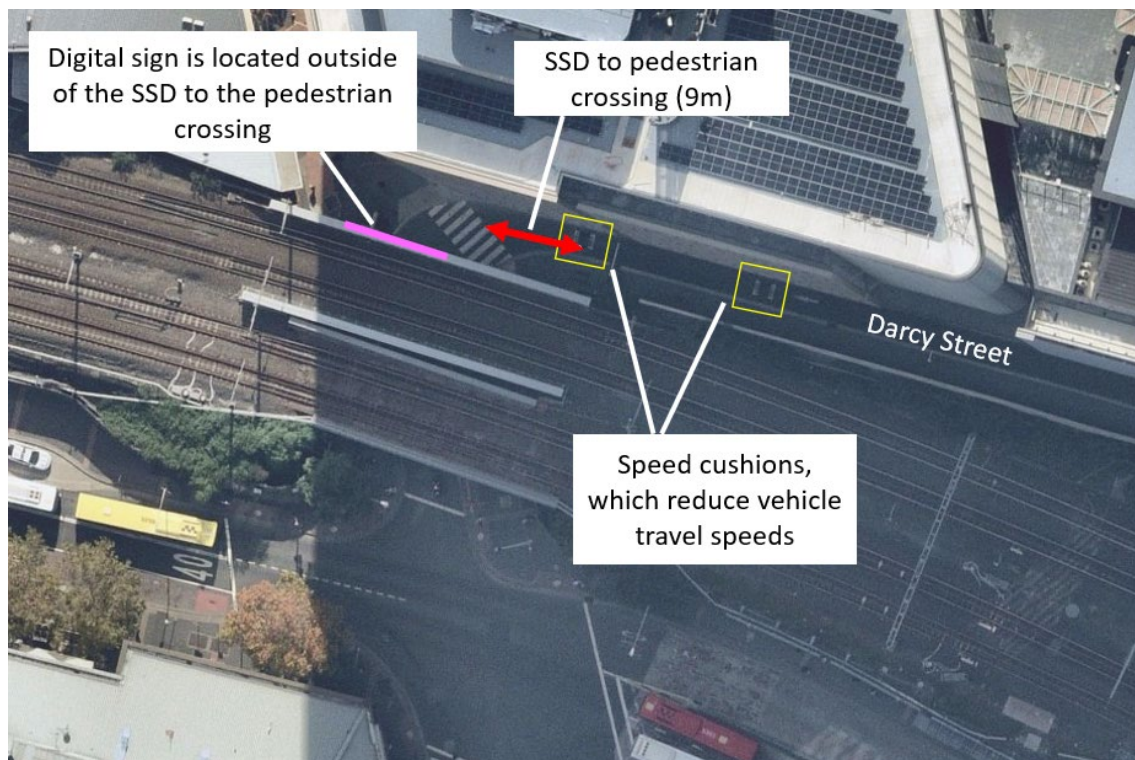 Digital sign is located outside
of the SSD to the pedestrian
crossing
SSD to pedestrian
crossing (9m)
Darcy Street
Speed cushions,
which reduce vehicle
travel speeds
40